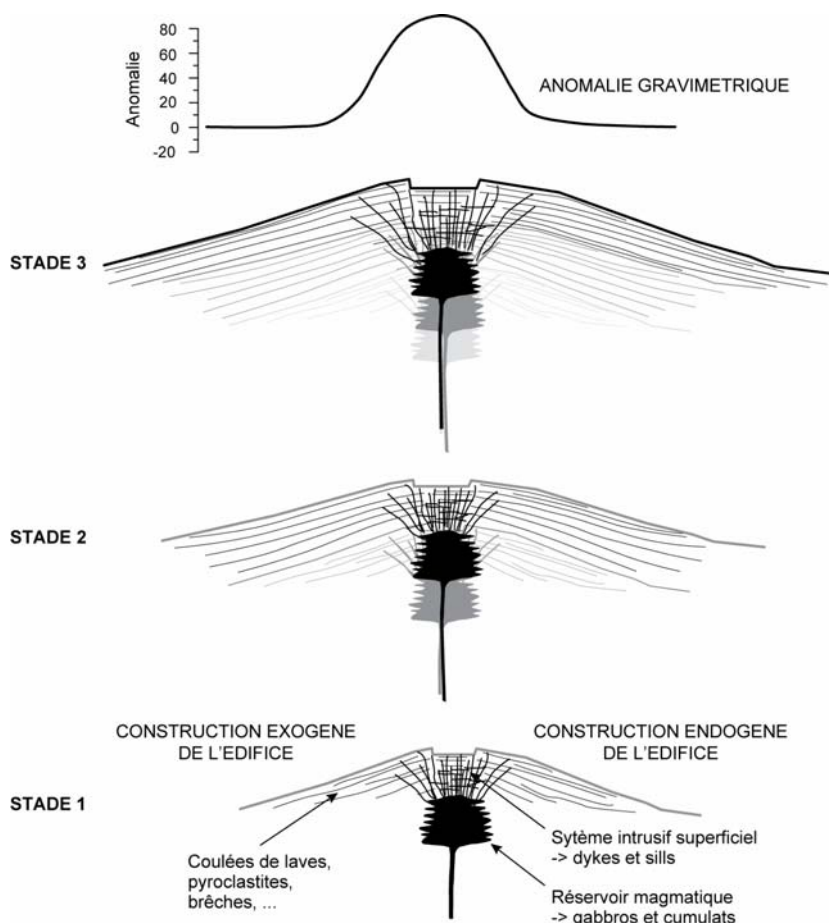 80
60
40
20
0
-20
Anomalie
ANOMALIE GRAVIMETRIQUE
STADE 3
STADE 2
CONSTRUCTION EXOGENE
DE L'EDIFICE
CONSTRUCTION ENDOGENE
DE L'EDIFICE
STADE 1
Coulées de laves,
pyroclastites,
brêches, ...
Sytème intrusif superficiel
-> dykes et sills
Réservoir magmatique
-> gabbros et cumulats